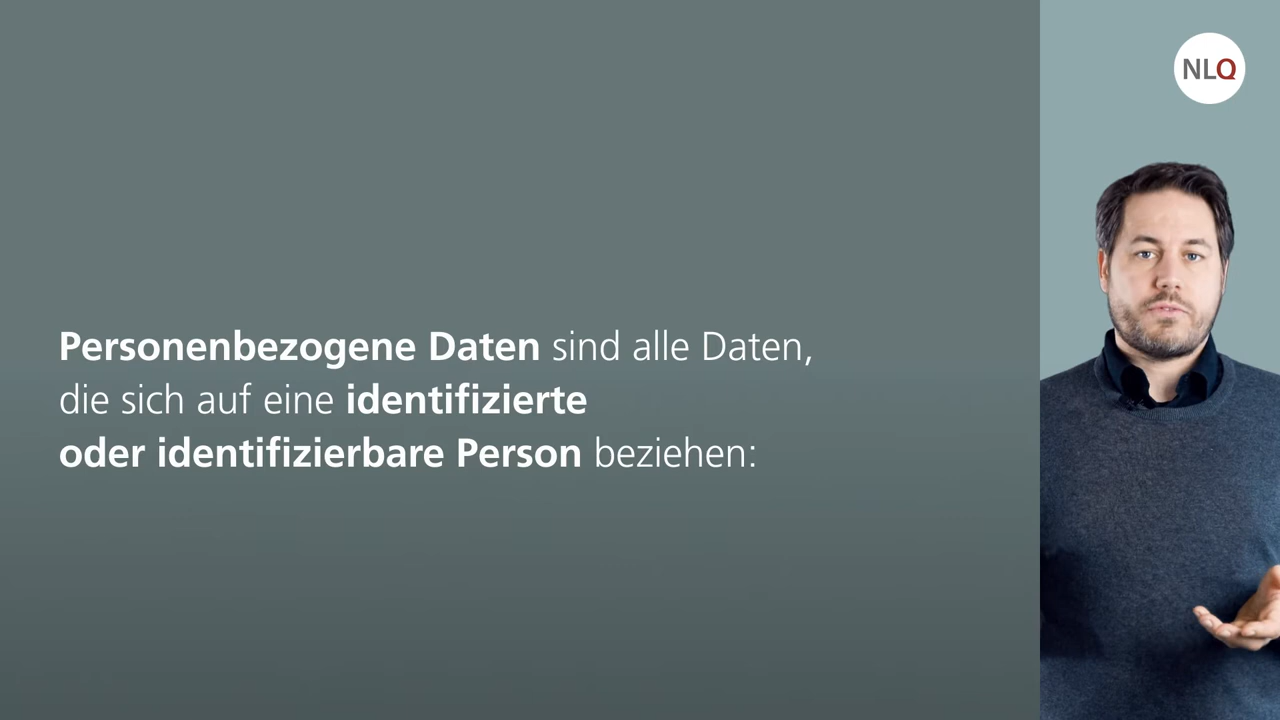 NLQ
Personenbezogene Daten sind alle Daten,
die sich auf eine identifizierte
oder identifizierbare Person beziehen: